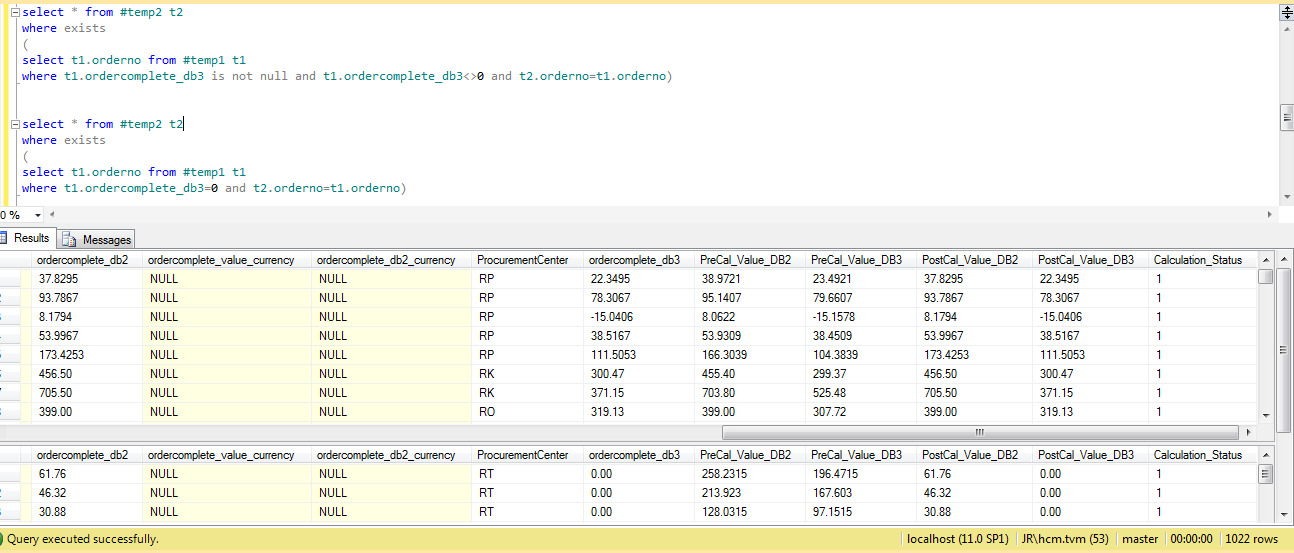 select * from #temp2 t2
where exists
(
select t1.orderno from #temp1 t1
where t1.ordercomplete_db3 is not null and t1.ordercomplete_db3<>0 and t2.orderno=t1.orderno)
select * from #temp2 t2
where exists
(
select t1.orderno from #temp1 t1
where t1.ordercomplete_db3=0 and t2.orderno=t1.orderno)
0 %
Results Messages
ordercomplete_db2 ordercomplete_value_currency ordercomplete_db2_currency ProcurementCenter ordercomplete_db3 PreCal_Value_DB2 PreCal_Value_DB3 PostCal_Value_DB2 PostCal_Value_DB3 Calculation_Status
37.8295 NULL NULL RP 22.3495 38.9721 23.4921 37.8295 22.3495 1
2 93.7867 NULL NULL RP 78.3067 95.1407 79.6607 93.7867 78.3067 1
3 8.1794 NULL NULL RP -15.0406 8.0622 -15.1578 8.1794 -15.0406 1
53.9967 NULL NULL RP 38.5167 53.9309 38.4509 53.9967 38.5167 1
5 173.4253 NULL NULL RP 111.5053 166.3039 104.3839 173.4253 111.5053 1
456.50 NULL NULL RK 300.47 455.40 299.37 456.50 300.47 1
7 705.50 NULL NULL RK 371.15 703.80 525.48 705.50 371.15 1
399.00 NULL NULL RO 319.13 399.00 307.72 399.00 319.13 1
ordercomplete_db2 ordercomplete_value_currency ordercomplete_db2_currency ProcurementCenter ordercomplete_db3 PreCal_Value_DB2 PreCal_Value_DB3 PostCal_Value_DB2 PostCal_Value_DB3 Calculation_Status
61.76 NULL NULL RT 0.00 258.2315 196.4715 61.76 0.00 1
2 46.32 NULL NULL RT 0.00 213.923 167.603 46.32 0.00 1
3 30.88 NULL NULL RT 0.00 128.0315 97.1515 30.88 0.00 1
Query executed successfully. localhost (11.0 SP1) JR\hcm.tvm (53) master 00:00:00 1022 rows